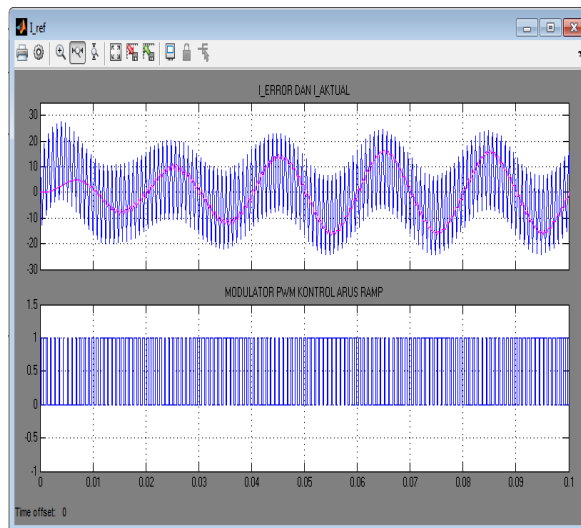 I_ref
I_ERROR DAN I_AKTUAL
30
20
10
0
-10
-20
-30
MODULATOR PWM KONTROL ARUS RAMP
1.5
1
0.5
0
-0.5
-1
0 0.01 0.02 0.03 0.04 0.05 0.06 0.07 0.08 0.09 0.1
Time offset: 0